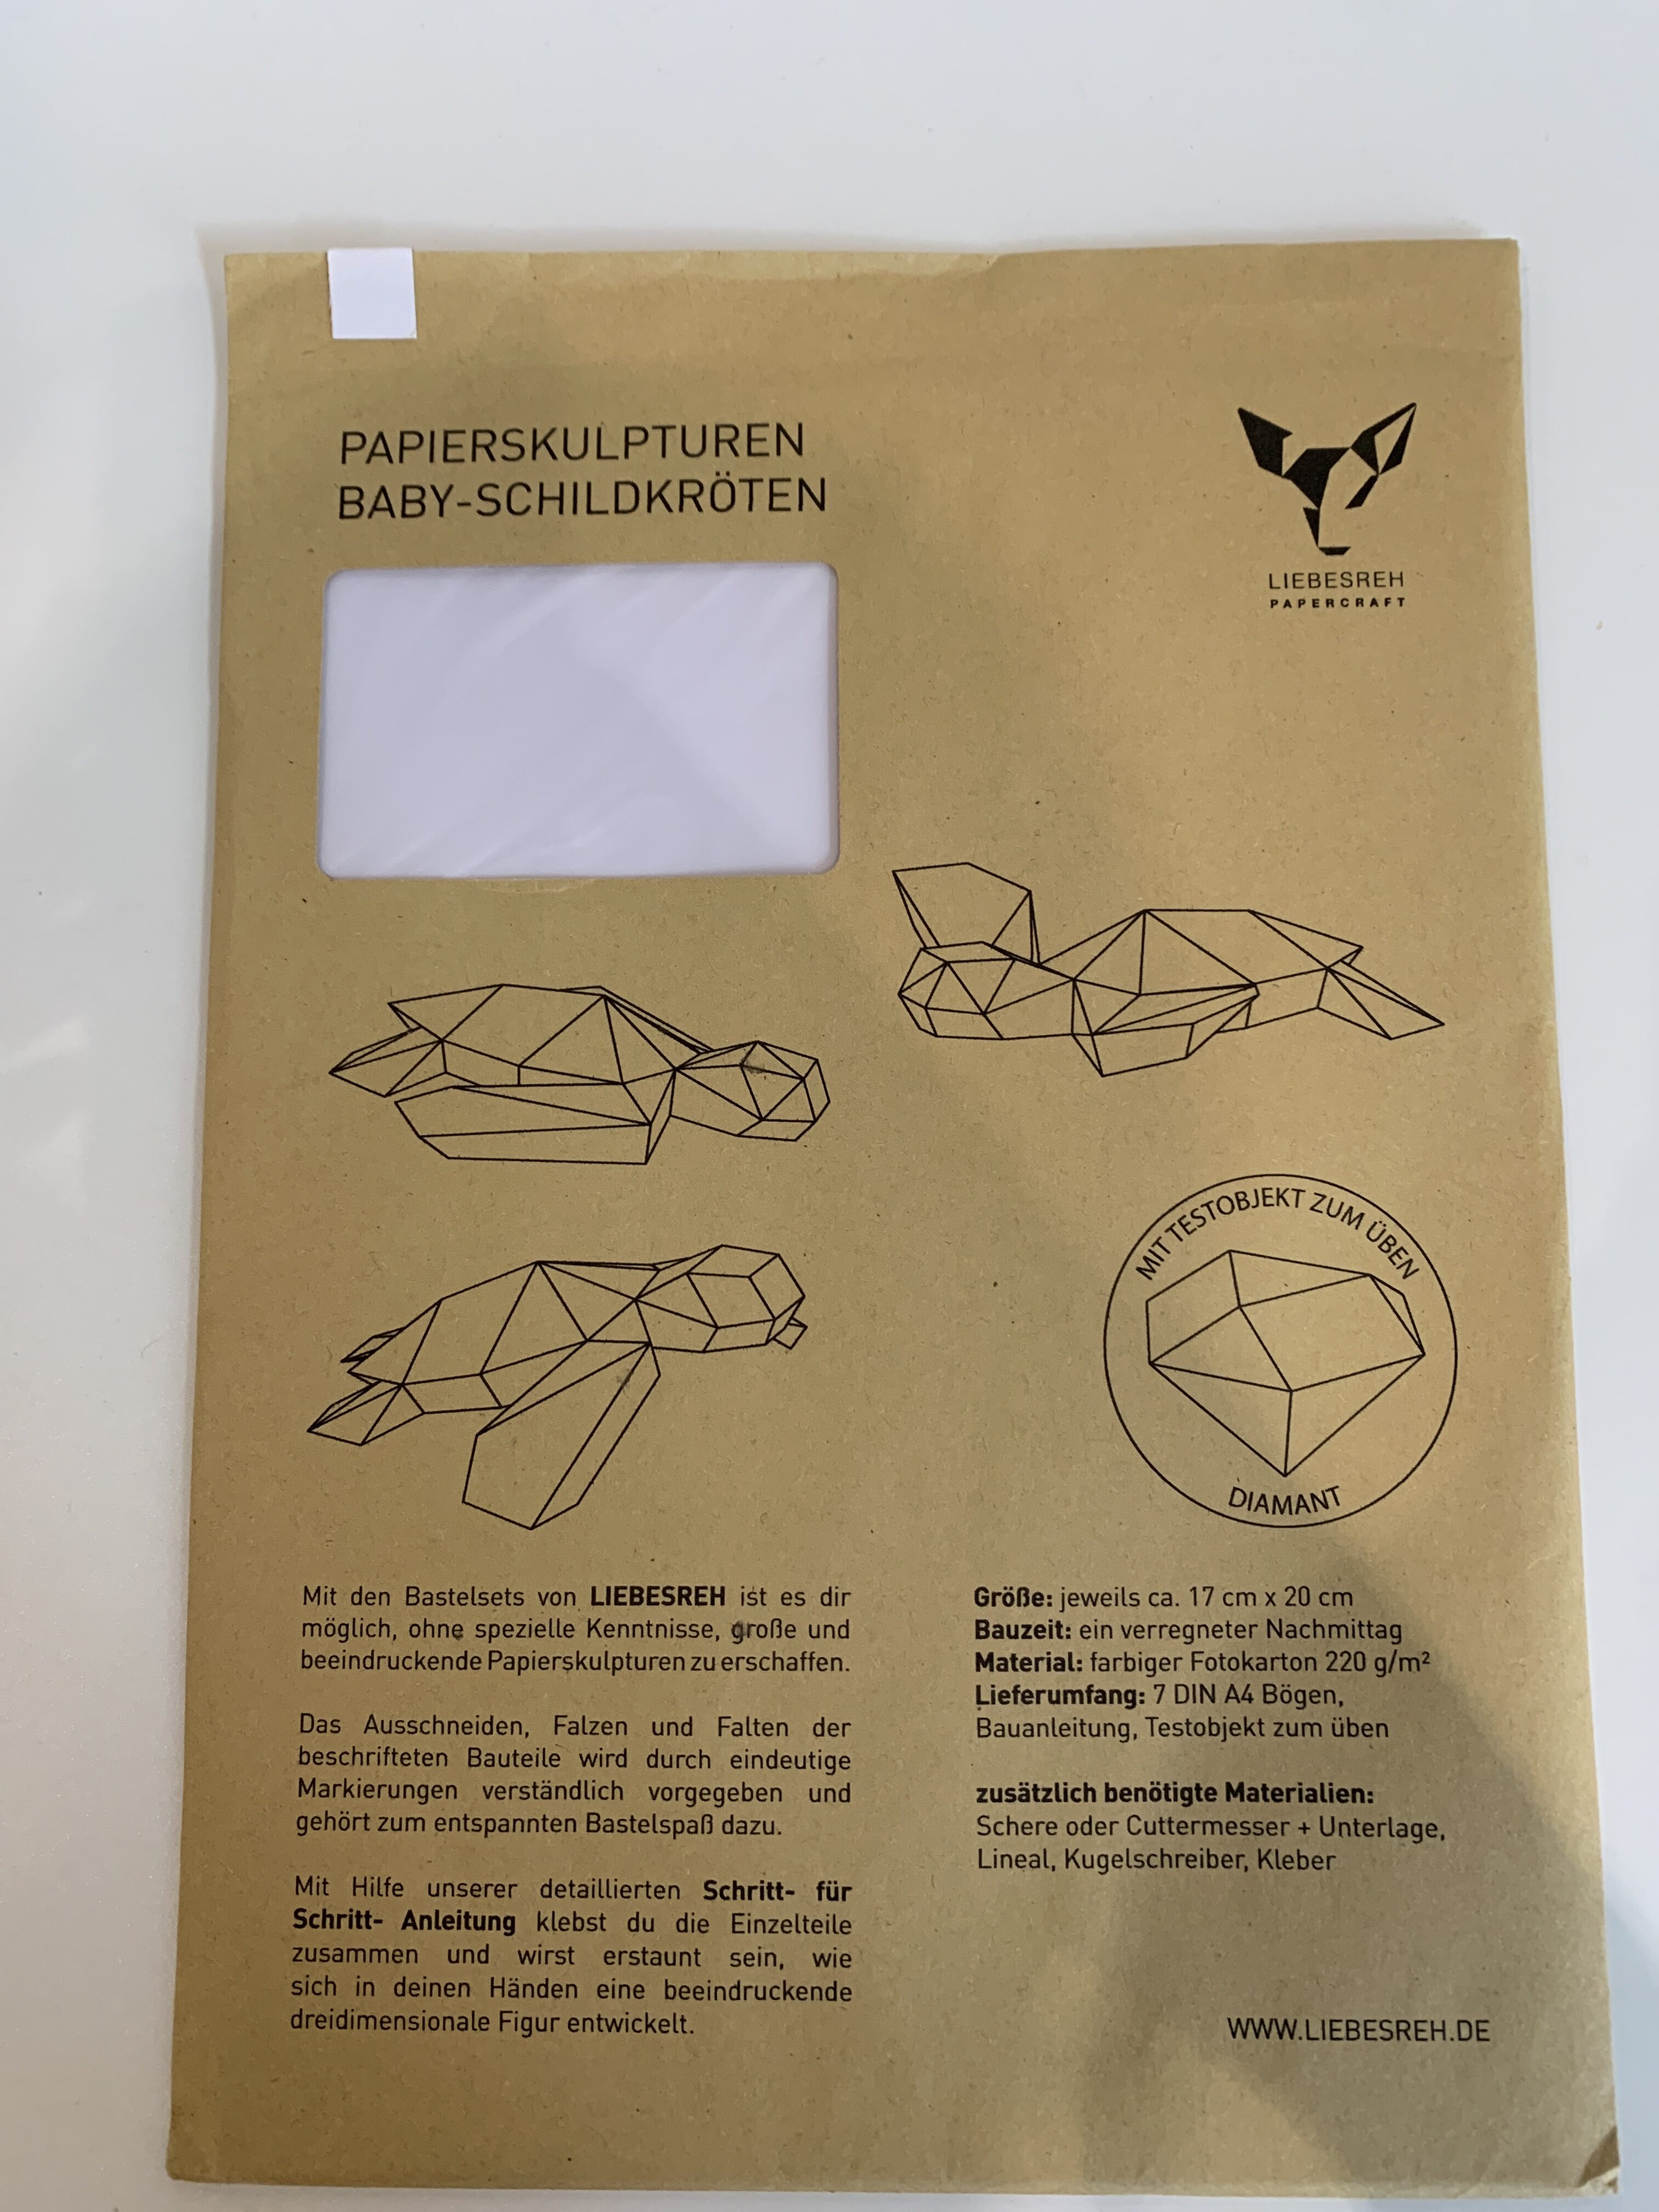 PAPIERSKULPTUREN
BABY-SCHILDKRÖTEN
LIEBESREH
PAPERCRAFT
MIT TESTOBJEKT ZUM ÜBEN
DIAMANT
Mit den Bastelsets von LIEBESREH ist es dir
möglich, ohne spezielle Kenntnisse, große und
beeindruckende Papierskulpturen zu erschaffen.
Das Ausschneiden, Falzen und Falten der
beschrifteten Bauteile wird durch eindeutige
Markierungen verständlich vorgegeben und
gehört zum entspannten Bastelspaß dazu.
Mit Hilfe unserer detaillierten Schritt- für
Schritt- Anleitung klebst du die Einzelteile
zusammen und wirst erstaunt sein, wie
sich in deinen Händen eine beeindruckende
dreidimensionale Figur entwickelt.
Größe: jeweils ca. 17 cm x 20 cm
Bauzeit: ein verregneter Nachmittag
Material: farbiger Fotokarton 220 g/m²
Lieferumfang: 7 DIN A4 Bögen,
Bauanleitung, Testobjekt zum üben
zusätzlich benötigte Materialien:
Schere oder Cuttermesser + Unterlage,
Lineal, Kugelschreiber, Kleber
WWW.LIEBESREH.DE